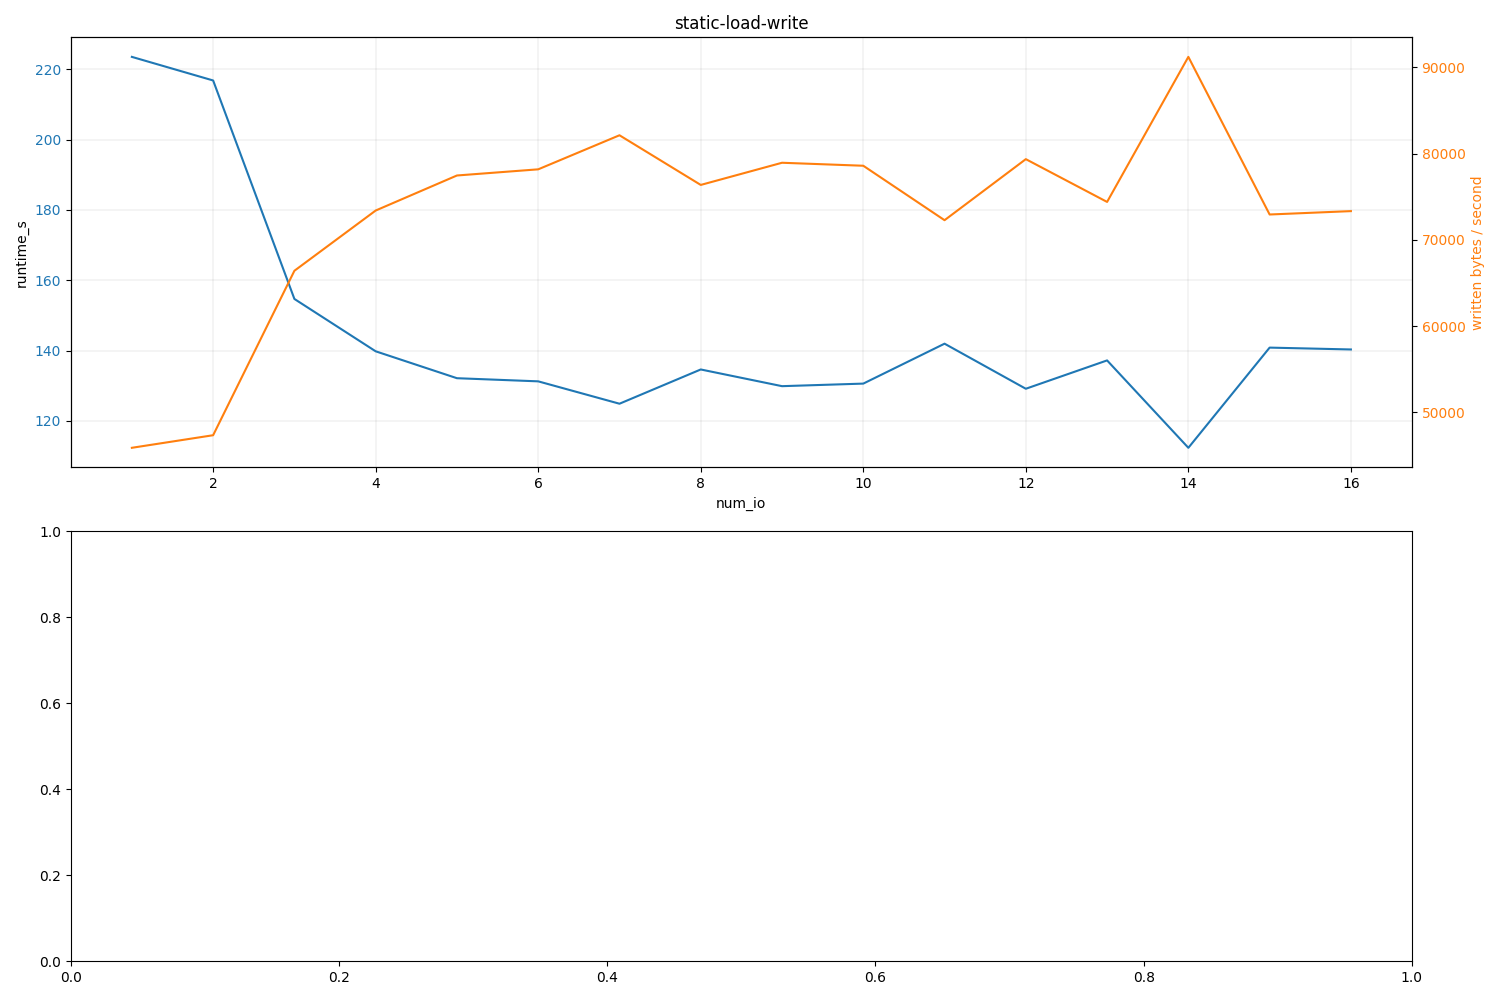 static-load-write
220
200
180
160
140
120
runtime_s
90000
80000
70000
60000
50000
written bytes / second
2 4 6 8 10 12 14 16
num_io
1.0
0.8
0.6
0.4
0.2
0.0
0.0 0.2 0.4 0.6 0.8 1.0